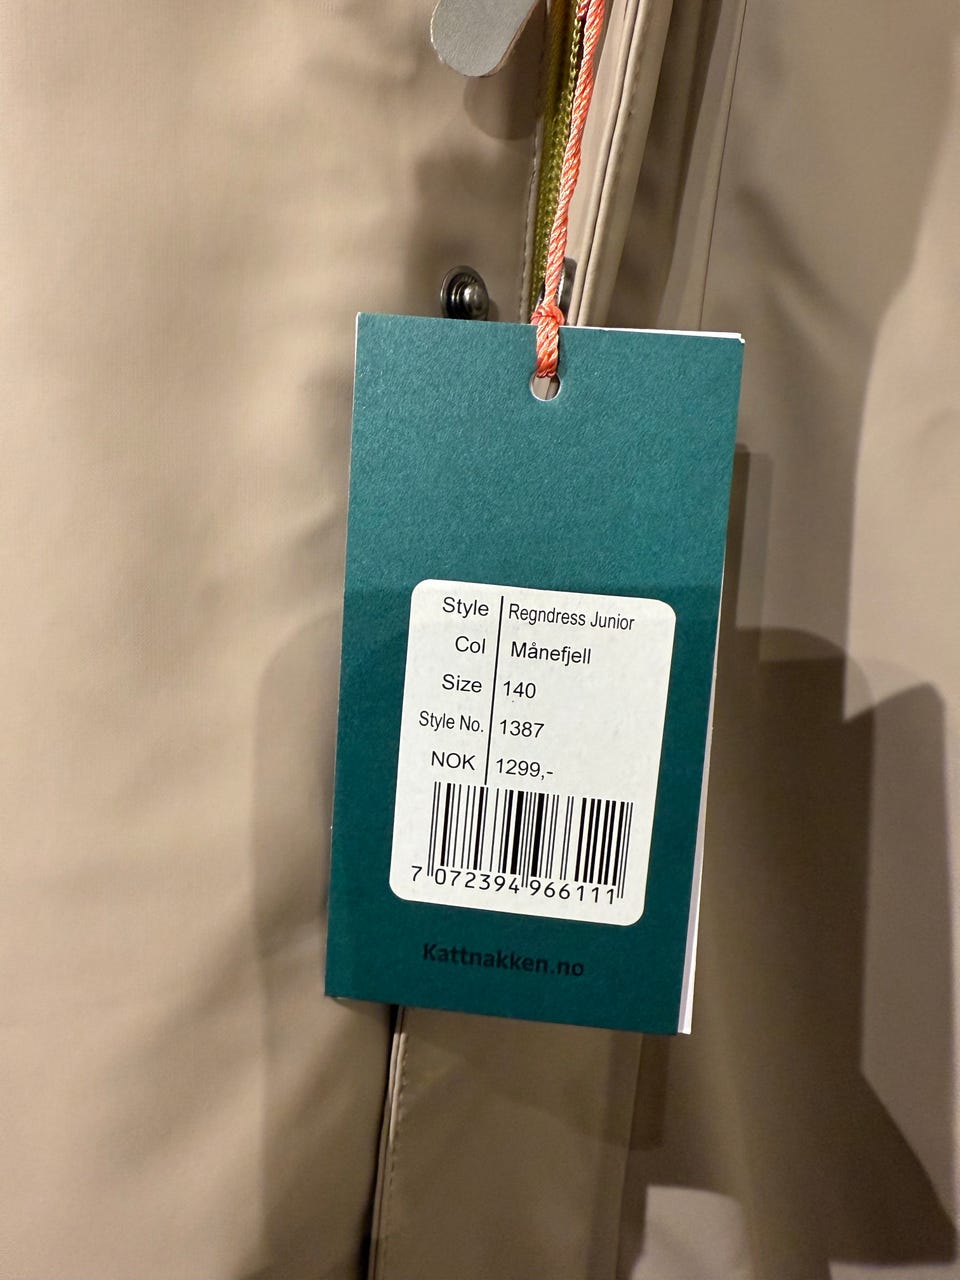 Style Regndress Junior
Col Månefjell
Size 140
Style No. 1387
NOK 1299,-
7 072394 966111
Kattnakken.no